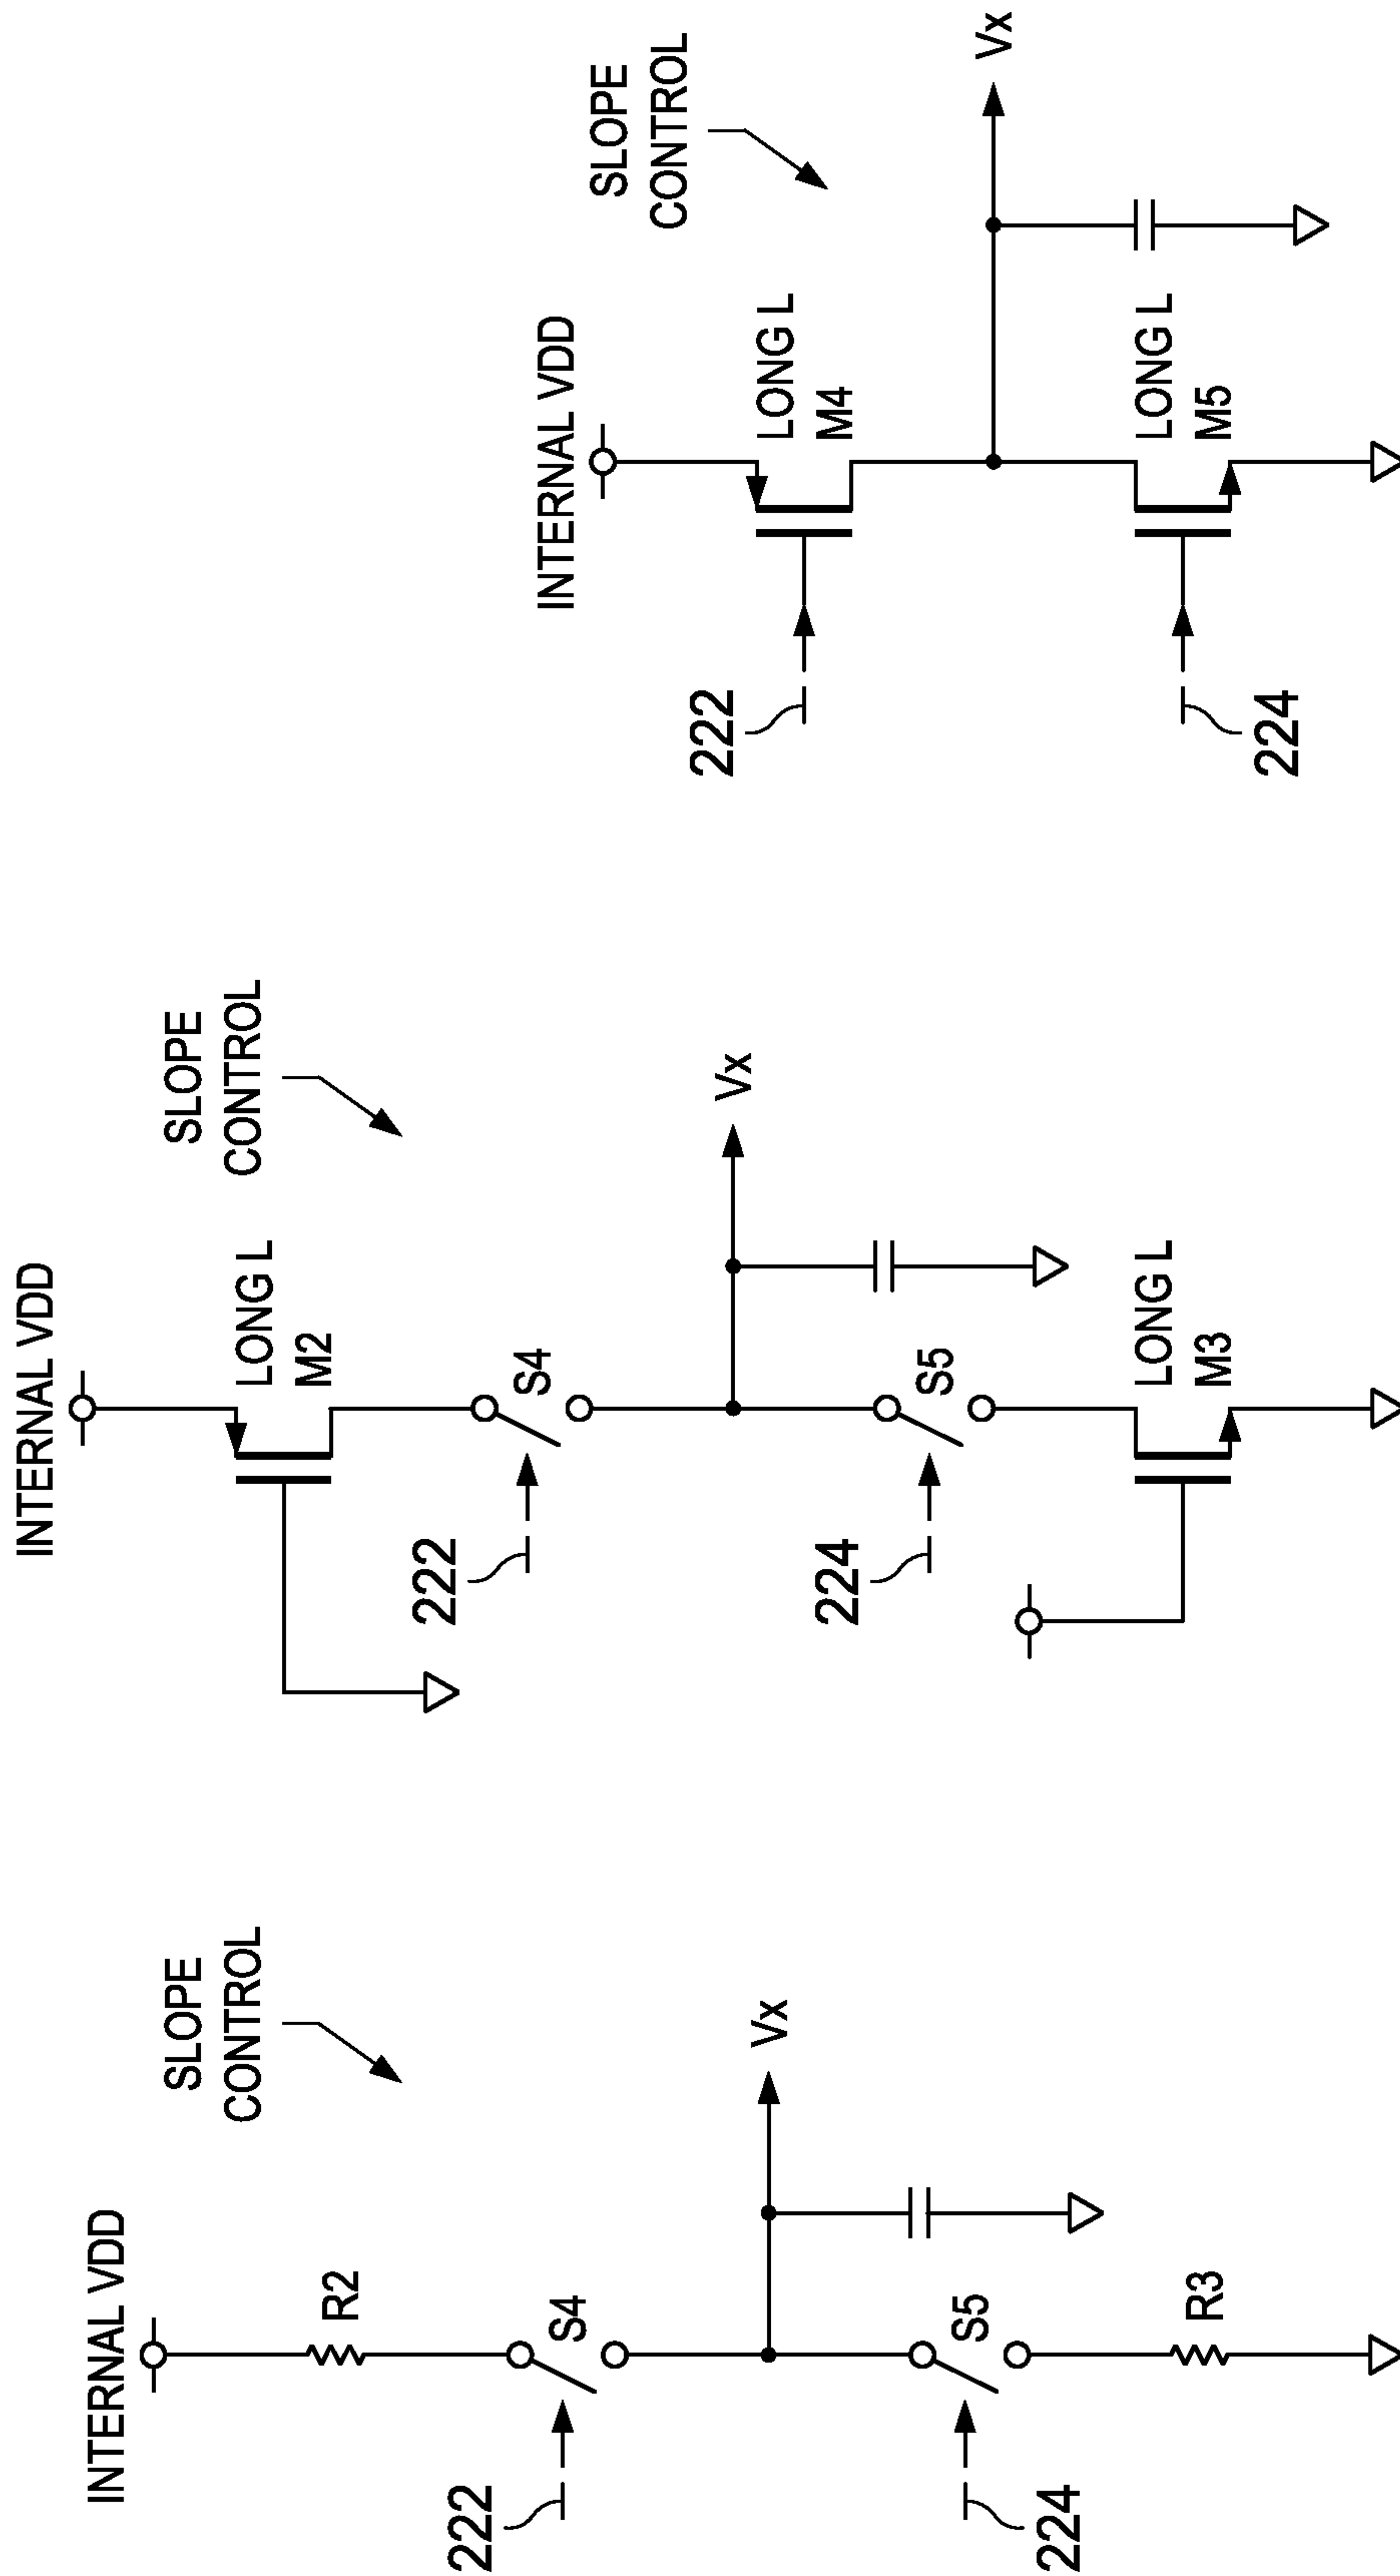 INTERNAL VDD
SLOPE
CONTROL
R2
222
S4
Vx
224
S5
R3
INTERNAL VDD
SLOPE
CONTROL
LONG L
M2
222
S4
Vx
224
S5
LONG L
M3
INTERNAL VDD
SLOPE
CONTROL
222
LONG L
M4
Vx
224
LONG L
M5